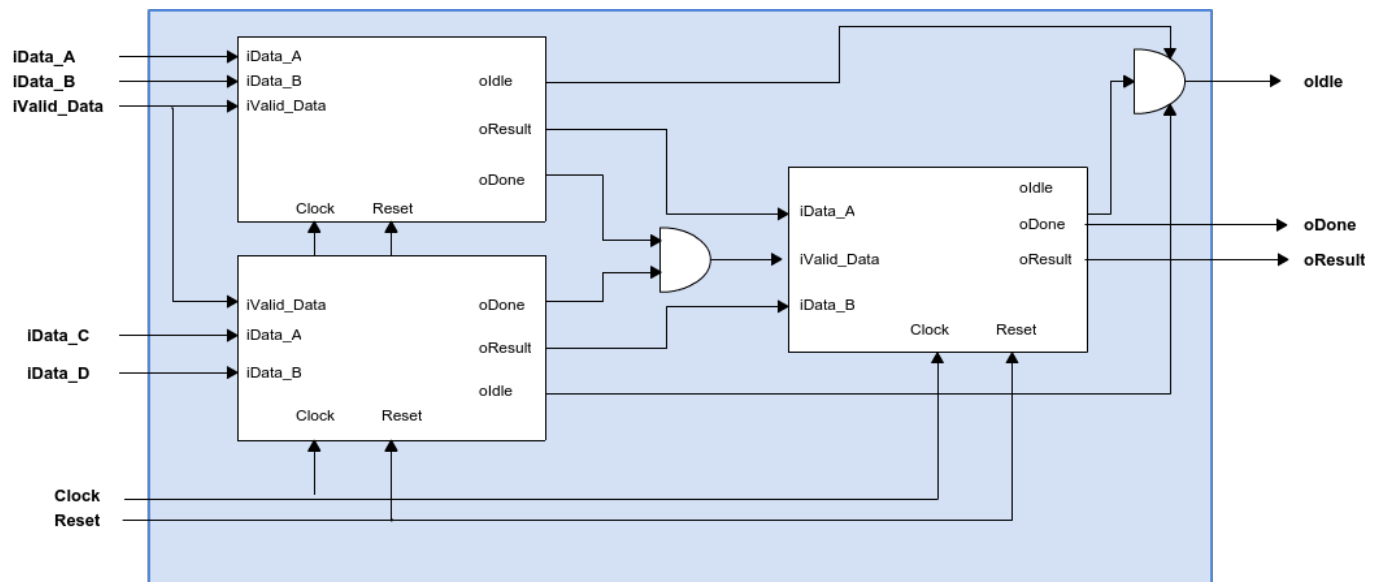 iData_A
iData_B
iValid_Data
iData_C
iData_D
Clock
Reset
iData_A
iData_B
iValid_Data
oIdle
oResult
oDone
Clock
Reset
iValid_Data
iData_A
iData_B
oDone
oResult
oIdle
Clock
Reset
iData_A
iValid_Data
iData_B
oIdle
oDone
oResult
Clock
Reset
oIdle
oDone
oResult